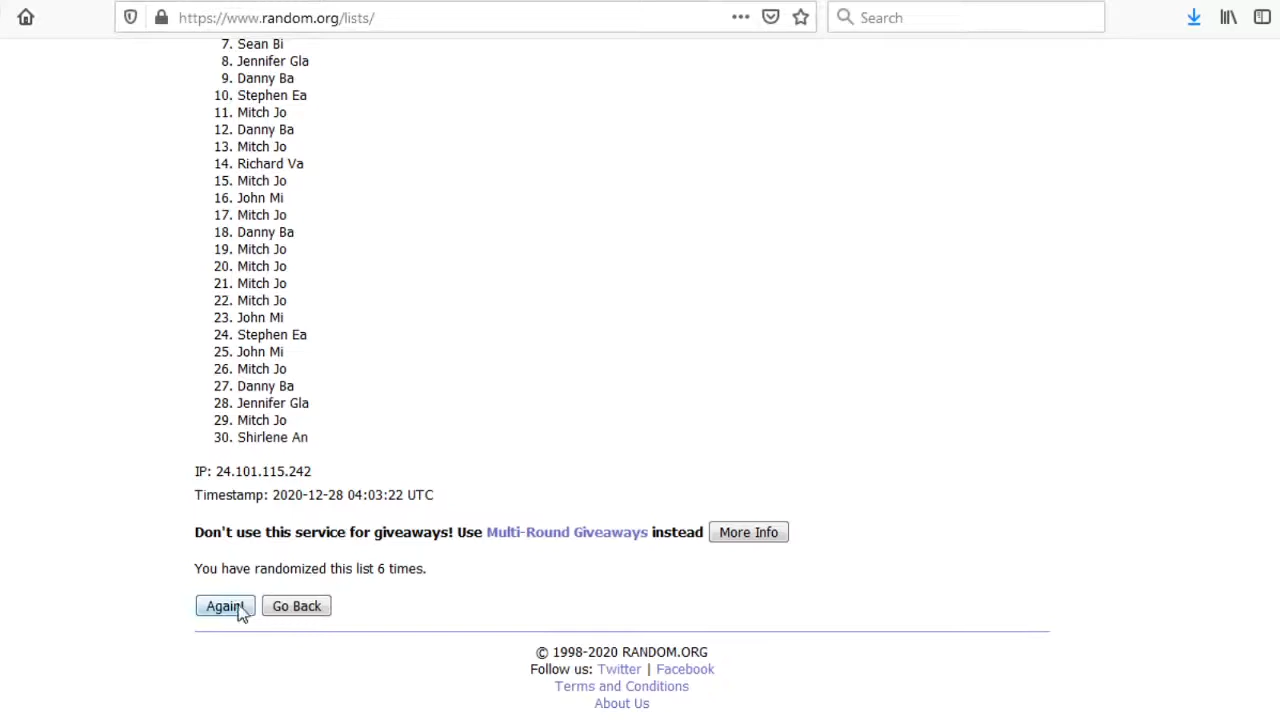 https://www.random.org/lists/
Search
7. Sean Bi
8. Jennifer Gla
9. Danny Ba
10. Stephen Ea
11. Mitch Jo
12. Danny Ba
13. Mitch Jo
14. Richard Va
15. Mitch Jo
16. John Mi
17. Mitch Jo
18. Danny Ba
19. Mitch Jo
20. Mitch Jo
21. Mitch Jo
22. Mitch Jo
23. John Mi
24. Stephen Ea
25. John Mi
26. Mitch Jo
27. Danny Ba
28. Jennifer Gla
29. Mitch Jo
30. Shirlene An
IP: 24.101.115.242
Timestamp: 2020-12-28 04:03:22 UTC
Don't use this service for giveaways! Use Multi-Round Giveaways instead More Info
You have randomized this list 6 times.
Again! Go Back
© 1998-2020 RANDOM.ORG
Follow us: Twitter | Facebook
Terms and Conditions
About Us